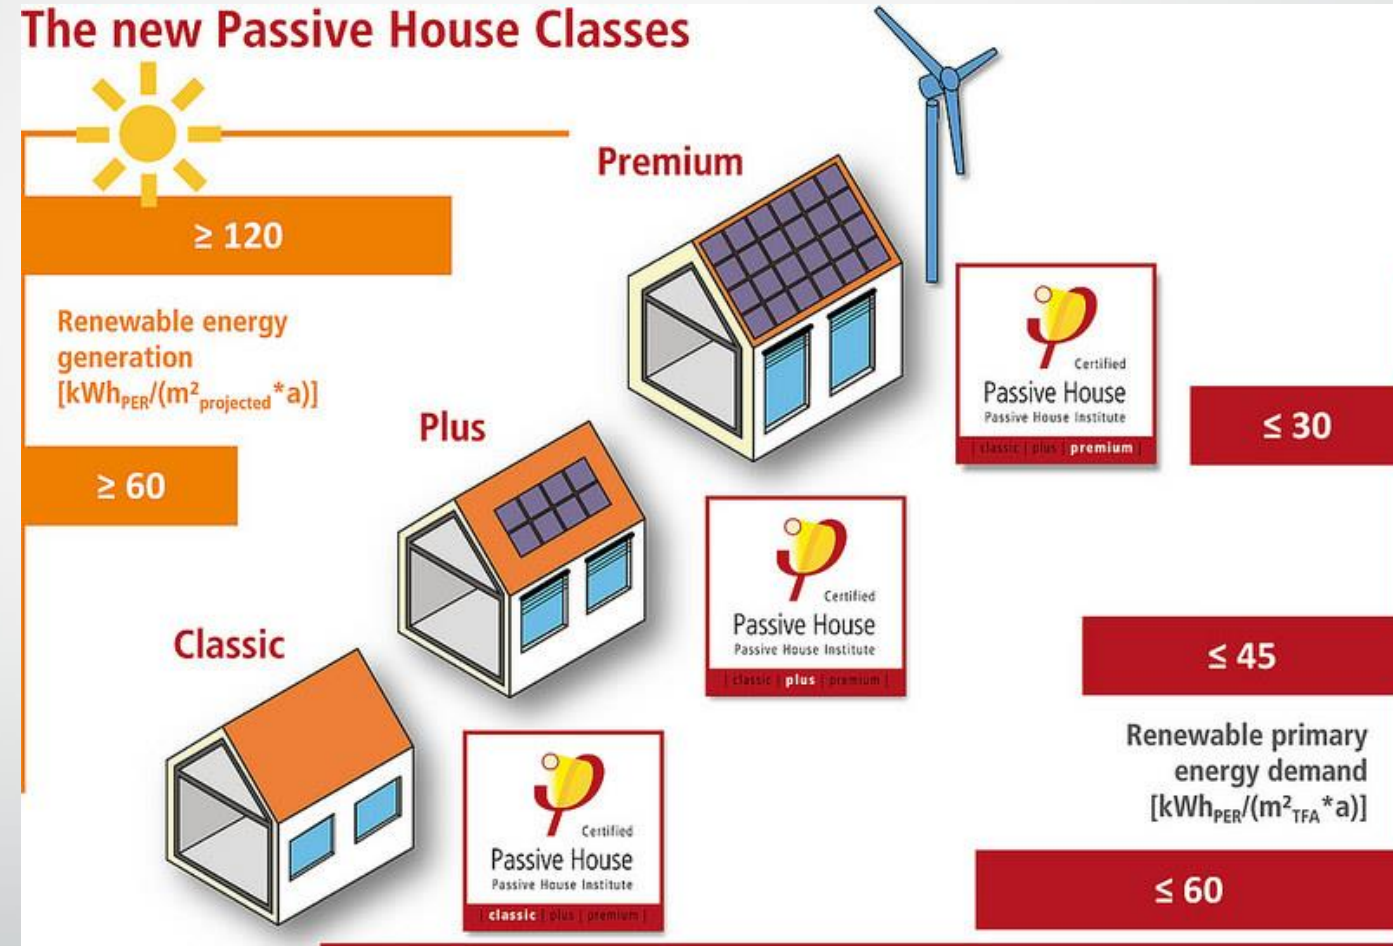 The new Passive House Classes
Premium
≥ 120
Renewable energy
generation
[kWhPER/(m²projected*a)]
Certified
Passive House
Passive House Institute
| classic | plus | premium |
≤ 30
Plus
≥ 60
Certified
Passive House
Passive House Institute
| classic | plus | premium |
≤ 45
Classic
Renewable primary
energy demand
[kWhPER/(m²TFA*a)]
Certified
Passive House
Passive House Institute
| classic | plus | premium |
≤ 60